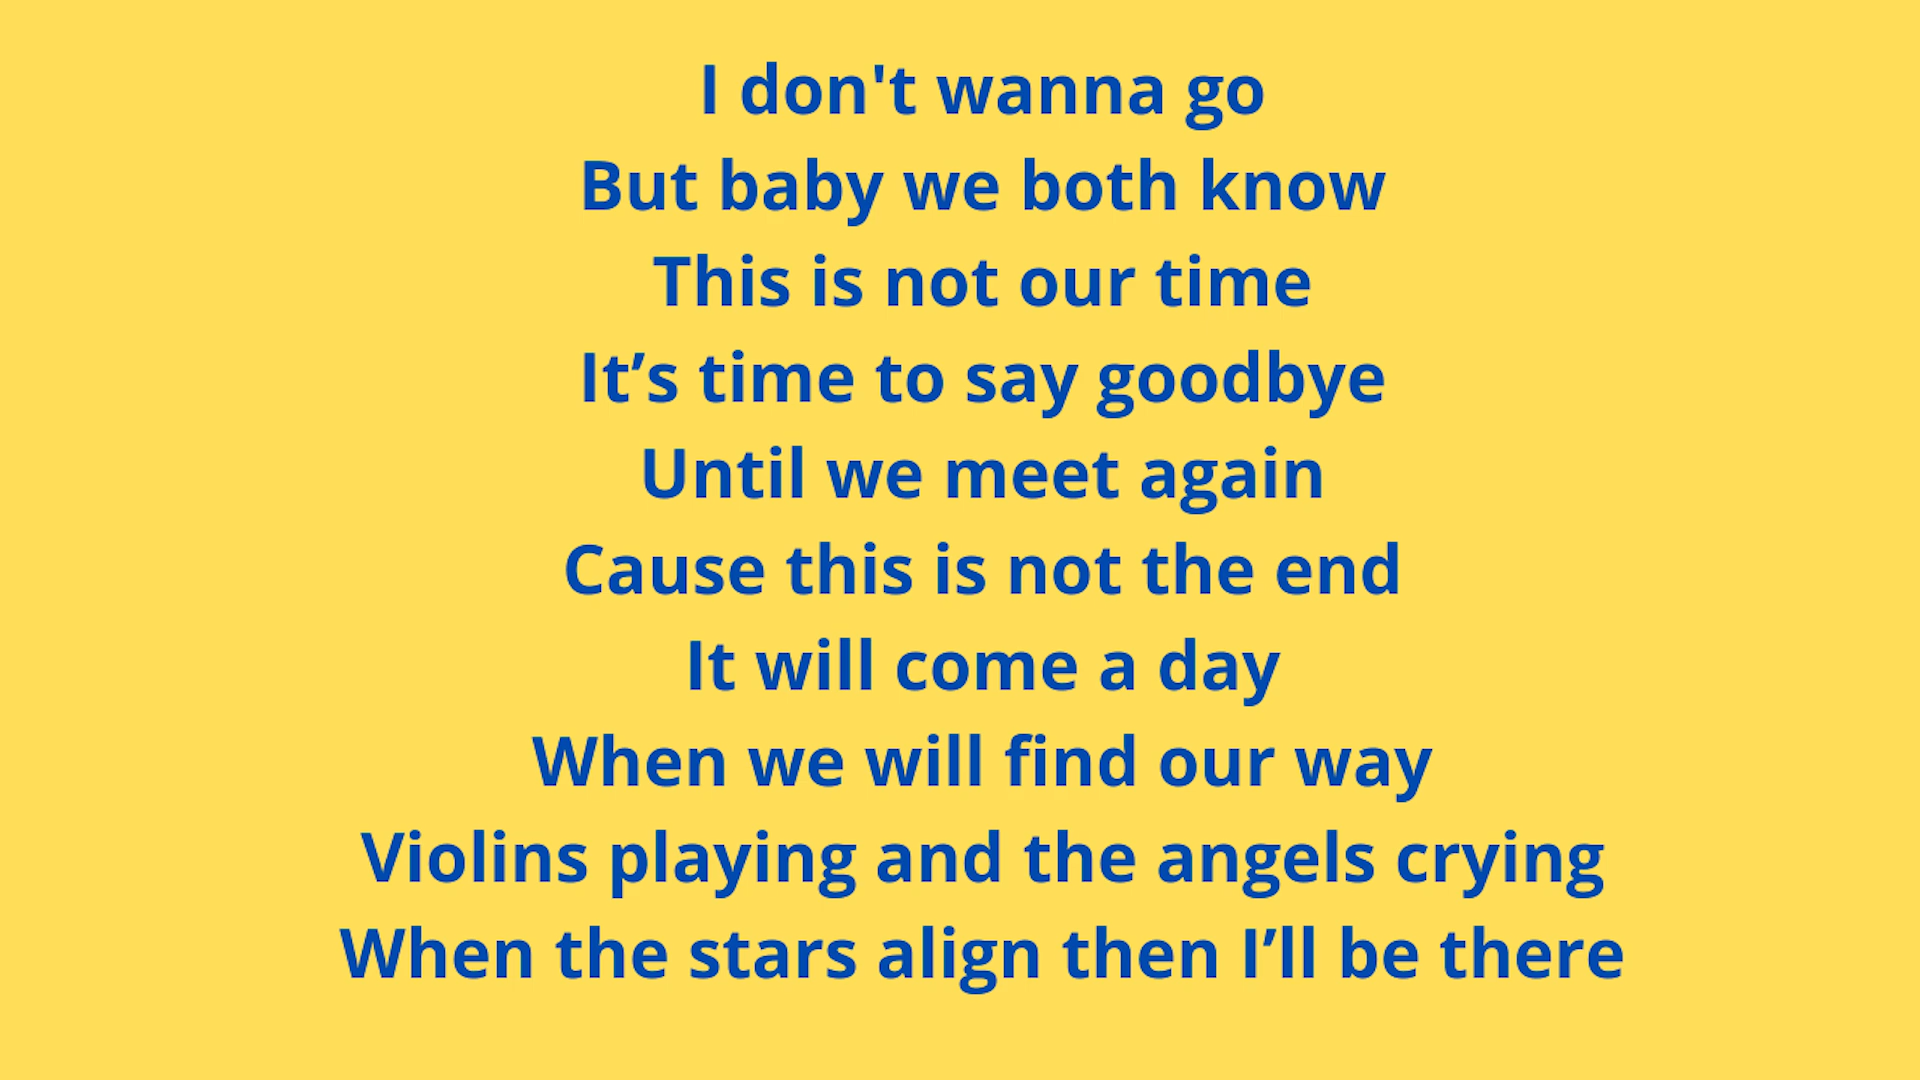 I don't wanna go
But baby we both know
This is not our time
It’s time to say goodbye
Until we meet again
Cause this is not the end
It will come a day
When we will find our way
Violins playing and the angels crying
When the stars align then I’ll be there